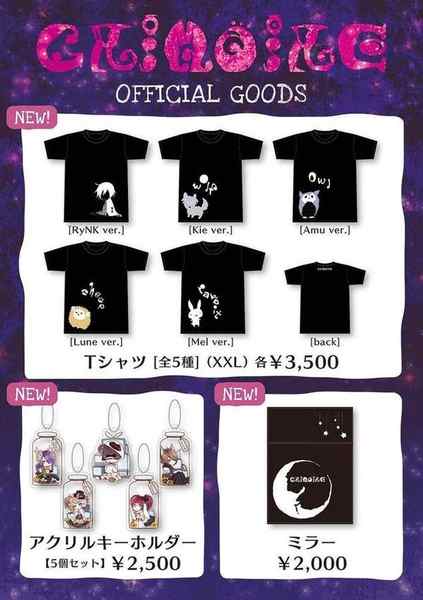 OFFICIAL GOODS
NEW!
Owl
[RyNK ver.]
[Kie ver.]
[Amu ver.]
[Lune ver.]
[Mel ver.]
[back]
Tシャツ [全5種] (XXL) 各¥3,500
NEW!
NEW!
アクリルキーホルダー
【5個セット】¥2,500
ミラー
¥2,000